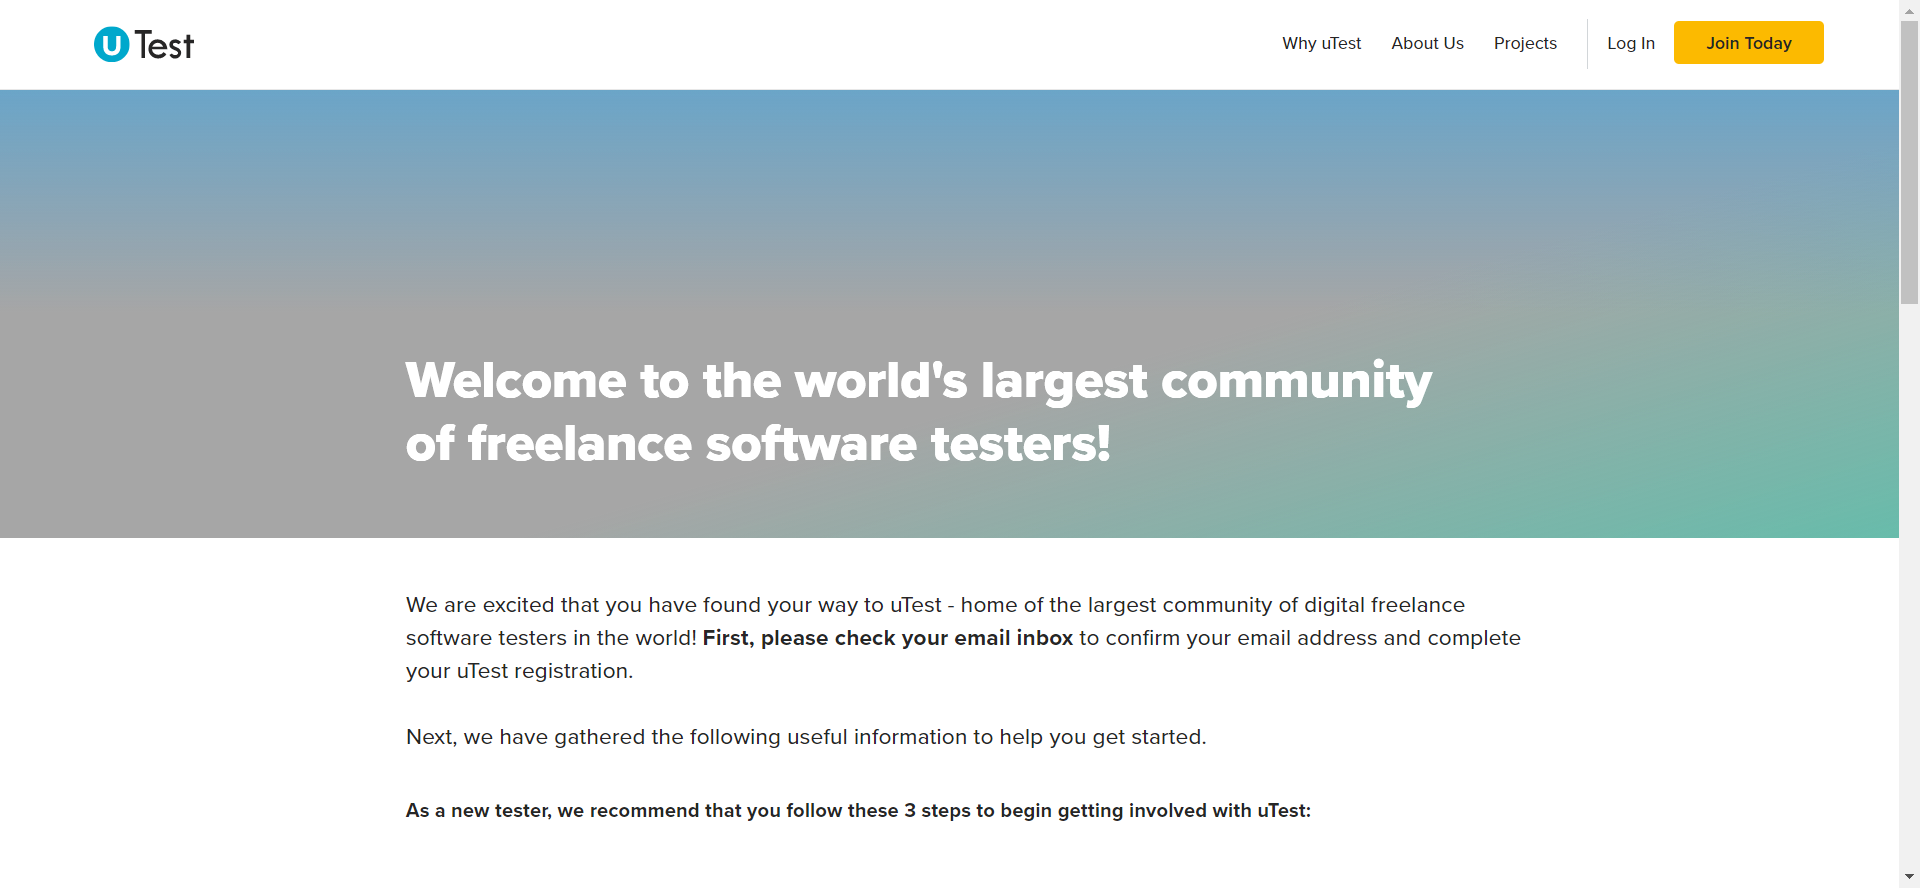 uTest
Why uTest
About Us
Projects
Log In
Join Today
Welcome to the world's largest community
of freelance software testers!
We are excited that you have found your way to uTest - home of the largest community of digital freelance
software testers in the world! First, please check your email inbox to confirm your email address and complete
your uTest registration.
Next, we have gathered the following useful information to help you get started.
As a new tester, we recommend that you follow these 3 steps to begin getting involved with uTest: